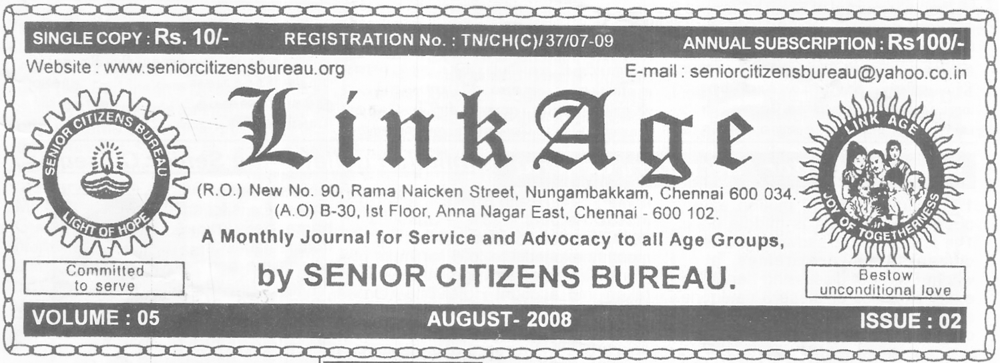 SINGLE COPY : Rs. 10/- REGISTRATION No. : TN/CH(C)/37/07-09 ANNUAL SUBSCRIPTION : Rs100/-
Website : www.seniorcitizensbureau.org E-mail : seniorcitizensbureau@yahoo.co.in
SENIOR CITIZENS BUREAU
LIGHT OF HOPE
LinkAge
LINK AGE
JOY OF TOGETHERNESS
(R.O.) New No. 90, Rama Naicken Street, Nungambakkam, Chennai 600 034.
(A.O) B-30, Ist Floor, Anna Nagar East, Chennai - 600 102.
A Monthly Journal for Service and Advocacy to all Age Groups,
by SENIOR CITIZENS BUREAU.
Committed
to serve
Bestow
unconditional love
VOLUME : 05 AUGUST- 2008 ISSUE : 02